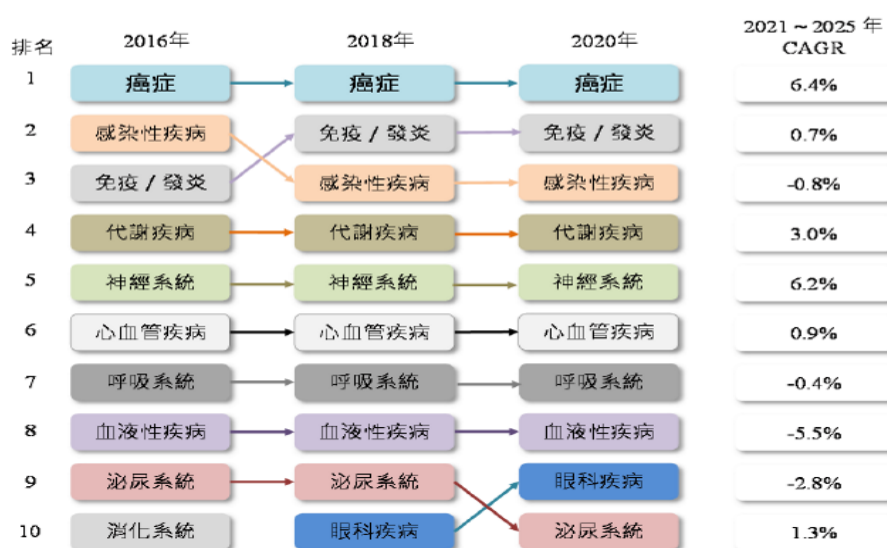 排名 2016年 2018年 2020年 2021～2025 年 CAGR
1 癌症 癌症 癌症 6.4%
2 感染性疾病 免疫 / 發炎 免疫 / 發炎 0.7%
3 免疫 / 發炎 感染性疾病 感染性疾病 -0.8%
4 代謝疾病 代謝疾病 代謝疾病 3.0%
5 神經系統 神經系統 神經系統 6.2%
6 心血管疾病 心血管疾病 心血管疾病 0.9%
7 呼吸系統 呼吸系統 呼吸系統 -0.4%
8 血液性疾病 血液性疾病 血液性疾病 -5.5%
9 泌尿系統 泌尿系統 眼科疾病 -2.8%
10 消化系統 眼科疾病 泌尿系統 1.3%